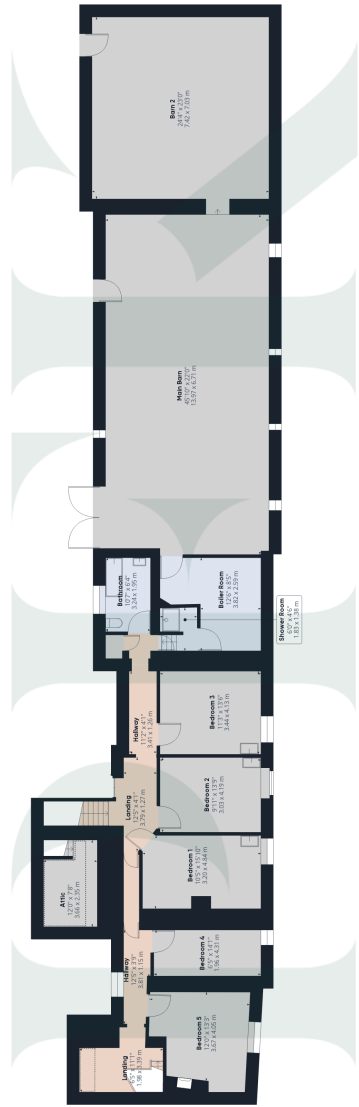 Barn 2
24'4" x 23'0"
7.42 x 7.03 m
Main Barn
45'10" x 22'0"
13.97 x 6.71 m
Bathroom
10'7" x 6'4"
3.24 x 1.95 m
Boiler Room
12'6" x 8'5"
3.82 x 2.59 m
Shower Room
6'0" x 4'6"
1.83 x 1.38 m
Hallway
11'2" x 4'1"
3.41 x 1.26 m
Bedroom 3
11'3" x 13'6"
3.44 x 4.13 m
Landing
12'5" x 4'1"
3.79 x 1.27 m
Bedroom 2
9'11" x 13'9"
3.03 x 4.19 m
Bedroom 1
10'5" x 15'10"
3.20 x 4.84 m
Attic
12'0" x 7'8"
3.66 x 2.35 m
Hallway
12'5" x 3'9"
3.81 x 1.15 m
Bedroom 4
6'5" x 14'1"
1.96 x 4.31 m
Bedroom 5
12'0" x 13'3"
3.67 x 4.05 m
Landing
6'5" x 11'1"
1.98 x 3.39 m